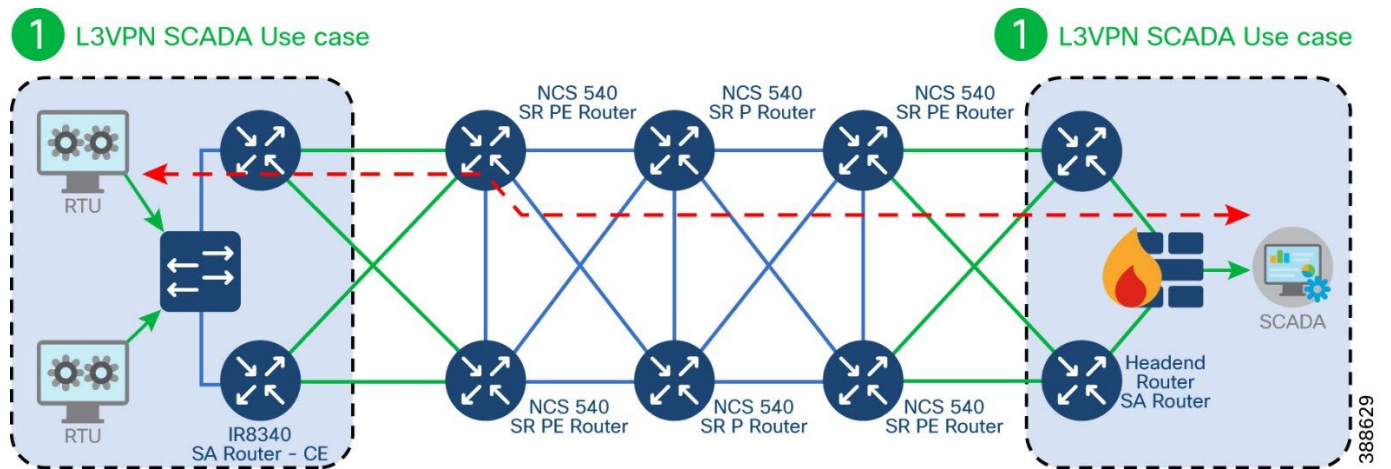 1 L3VPN SCADA Use case
1 L3VPN SCADA Use case
NCS 540
SR PE Router
NCS 540
SR P Router
NCS 540
SR PE Router
RTU
SCADA
RTU
IR8340
SA Router - CE
NCS 540
SR PE Router
NCS 540
SR P Router
NCS 540
SR PE Router
Headend
Router
SA Router
388629